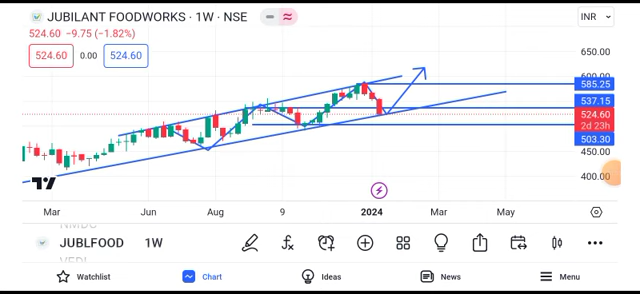 JUBILANT FOODWORKS · 1W · NSE
INR
524.60 −9.75 (−1.82%)
524.60 0.00 524.60
650.00
600.00
585.25
537.15
524.60
2d 23h
503.30
450.00
400.00
Mar Jun Aug 9 2024 Mar May
NMDC
JUBLFOOD 1W
Watchlist Chart Ideas News Menu